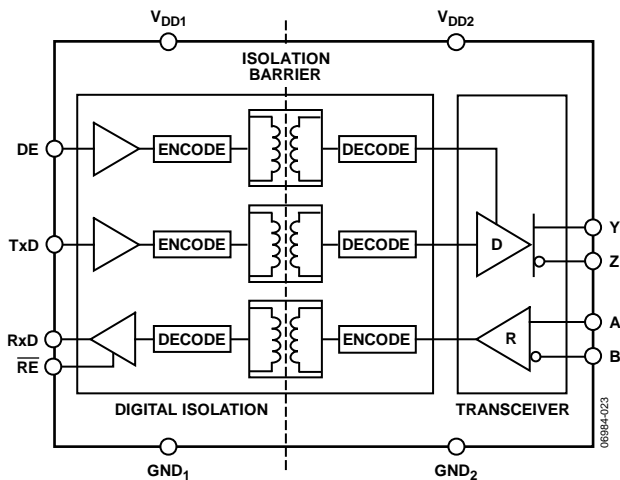 VDD1
VDD2
ISOLATION
BARRIER
DE
ENCODE
DECODE
TxD
ENCODE
DECODE
D
Y
Z
RxD
RE
DECODE
ENCODE
R
A
B
DIGITAL ISOLATION
TRANSCEIVER
GND1
GND2
06984-023